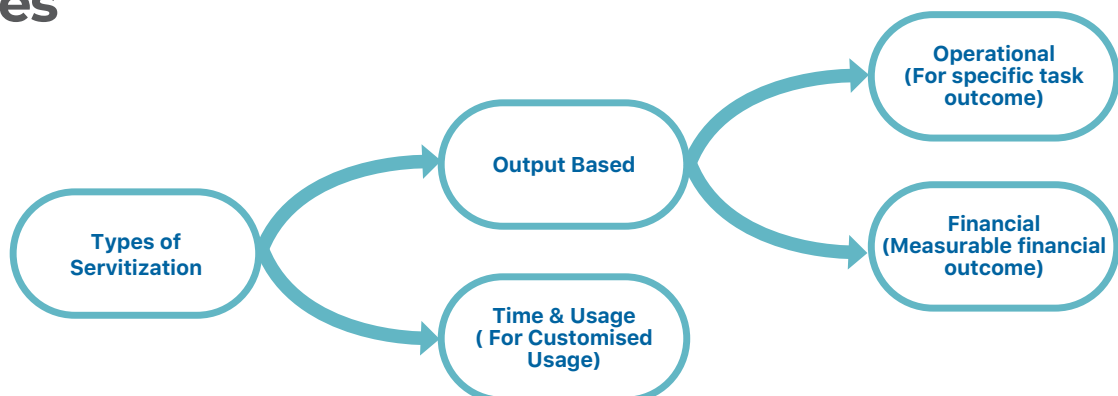 es
Types of
Servitization
Output Based
Time & Usage
( For Customised
Usage)
Operational
(For specific task
outcome)
Financial
(Measurable financial
outcome)